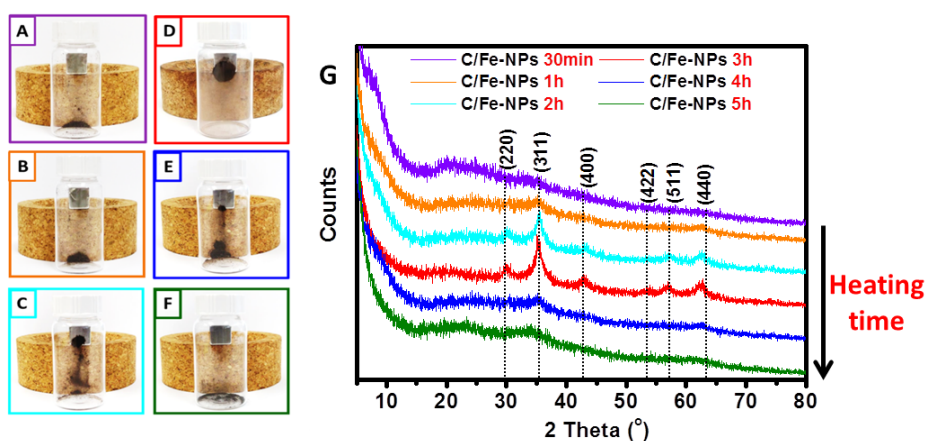 A
D
B
E
C
F
G
C/Fe-NPs 30min
C/Fe-NPs 3h
C/Fe-NPs 1h
C/Fe-NPs 4h
C/Fe-NPs 2h
C/Fe-NPs 5h
(220)
(311)
(400)
(422)
(511)
(440)
Counts
Heating
time
10 20 30 40 50 60 70 80
2 Theta (°)